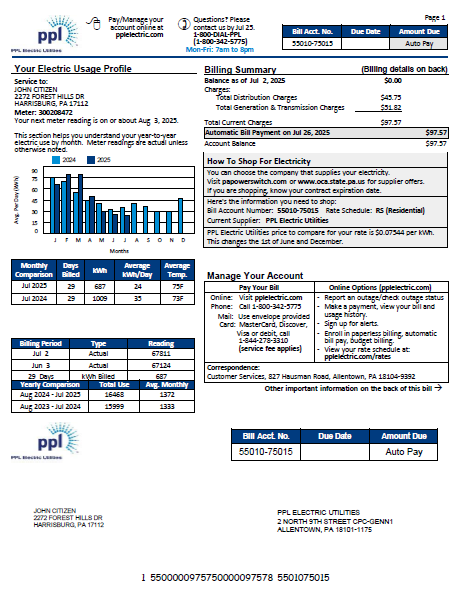 Page 1
ppl
PPL Electric Utilities
Pay/Manage your
account online at
pplelectric.com
Questions? Please
contact us by Jul 25.
1-800-DIAL-PPL
(1-800-342-5775)
Mon-Fri: 7am to 8pm
Bill Acct. No. Due Date Amount Due
55010-75015 Auto Pay
Your Electric Usage Profile
Service to:
JOHN CITIZEN
2272 FOREST HILLS DR
HARRISBURG, PA 17112
Meter: 300208472
Your next meter reading is on or about Aug 3, 2025.
This section helps you understand your year-to-year
electric use by month. Meter readings are actual unless
otherwise noted.
2024 2025
Avg. Per Day (kWh)
90
75
60
45
30
15
0
J F M A M J J A S O N D
Months
Monthly Comparison Days Billed kWh Average kWh/Day Average Temp.
Jul 2025 29 687 24 75F
Jul 2024 29 1009 35 73F
Billing Period Type Reading
Jul 2 Actual 67811
Jun 3 Actual 67124
29 Days kWh Billed 687
Yearly Comparison Total Use Avg. Monthly
Aug 2024 - Jul 2025 16468 1372
Aug 2023 - Jul 2024 15999 1333
Billing Summary (Billing details on back)
Balance as of Jul 2, 2025 $0.00
Charges:
Total Distribution Charges $45.75
Total Generation & Transmission Charges $51.82
Total Current Charges $97.57
Automatic Bill Payment on Jul 26, 2025 $97.57
Account Balance $97.57
How To Shop For Electricity
You can choose the company that supplies your electricity.
Visit papowerswitch.com or www.oca.state.pa.us for supplier offers.
If you are shopping, know your contract expiration date.
Here's the information you need to shop:
Bill Account Number: 55010-75015 Rate Schedule: RS (Residential)
Current Supplier: PPL Electric Utilities
PPL Electric Utilities price to compare for your rate is $0.07544 per kWh.
This changes the 1st of June and December.
Manage Your Account
Pay Your Bill
Online: Visit pplelectric.com
Phone: Call 1-800-342-5775
Mail: Use envelope provided
Card: MasterCard, Discover,
Visa or debit, call
1-844-278-3310
(service fee applies)
Online Options (pplelectric.com)
- Report an outage/check outage status
- Make a payment, view your bill and
usage history.
- Sign up for alerts.
- Enroll in paperless billing, automatic
bill pay, budget billing.
- View your rate schedule at:
pplelectric.com/rates
Correspondence:
Customer Services, 827 Hausman Road, Allentown, PA 18104-9392
Other important information on the back of this bill →
ppl
PPL Electric Utilities
Bill Acct. No. Due Date Amount Due
55010-75015 Auto Pay
JOHN CITIZEN
2272 FOREST HILLS DR
HARRISBURG, PA 17112
PPL ELECTRIC UTILITIES
2 NORTH 9TH STREET CPC-GENN1
ALLENTOWN, PA 18101-1175
1 5500000975750000097578 5501075015